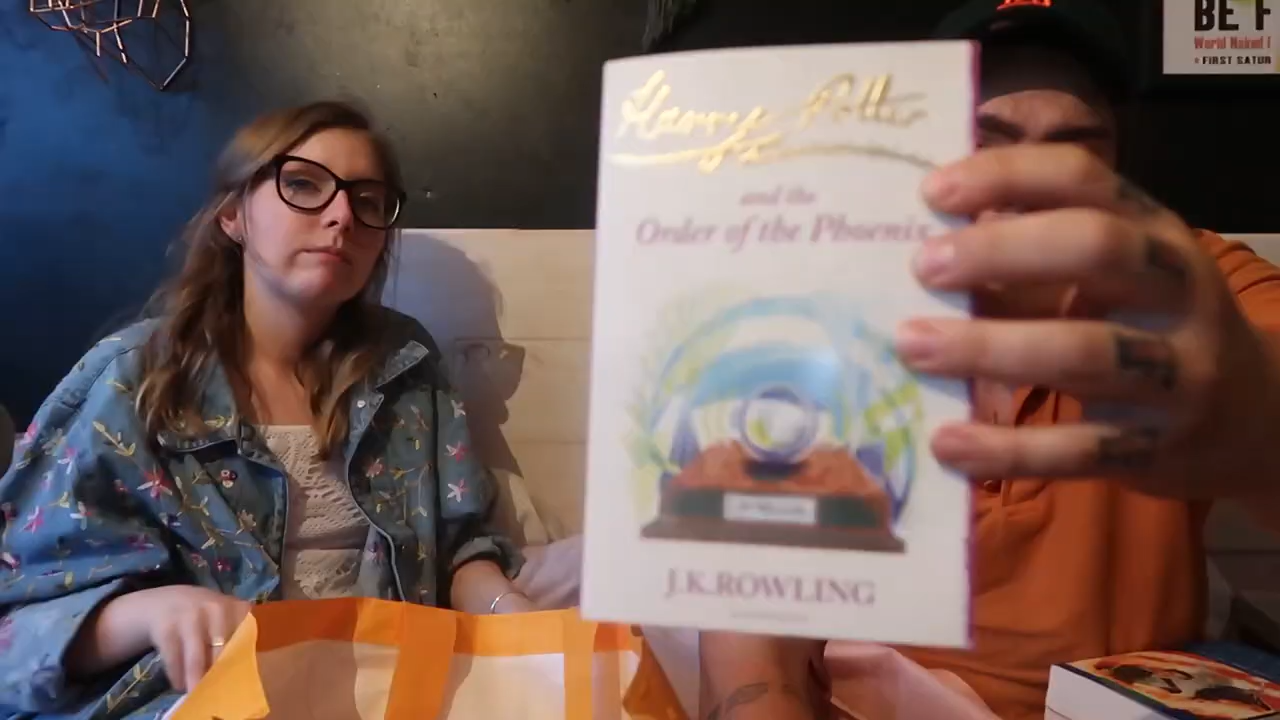 BE F
World Naked
• FIRST SATUR
Harry Potter
and the
Order of the Phoenix
J.K.ROWLING